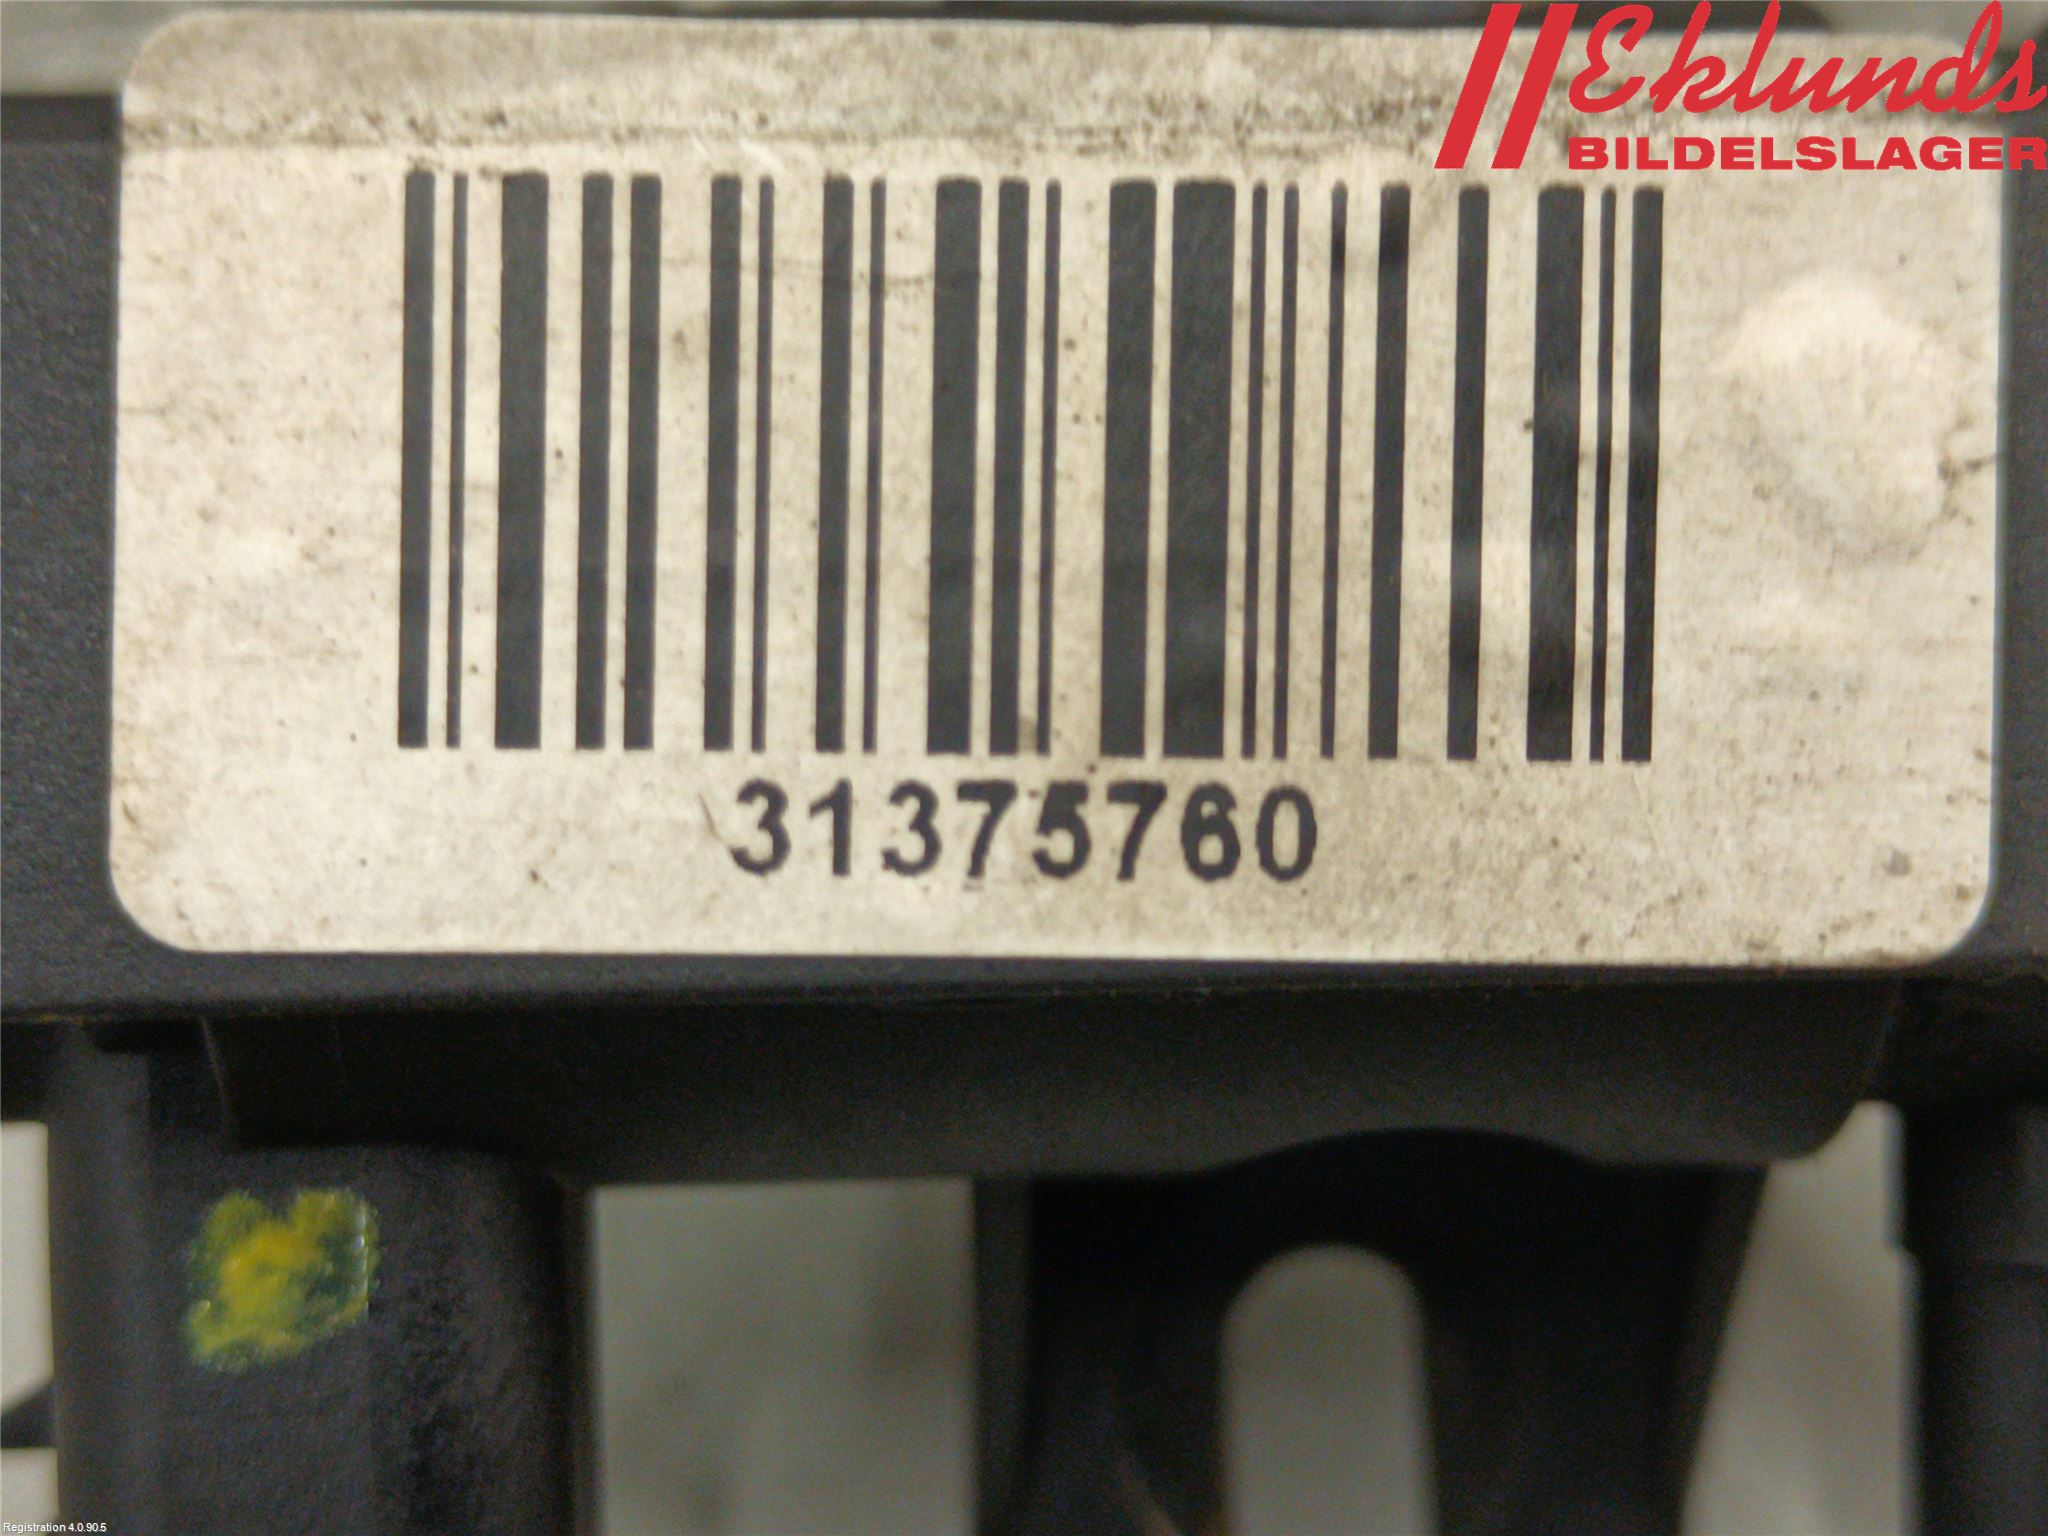 Eklunds
BILDELSLAGER
31375760
Registration 4.0.90.5